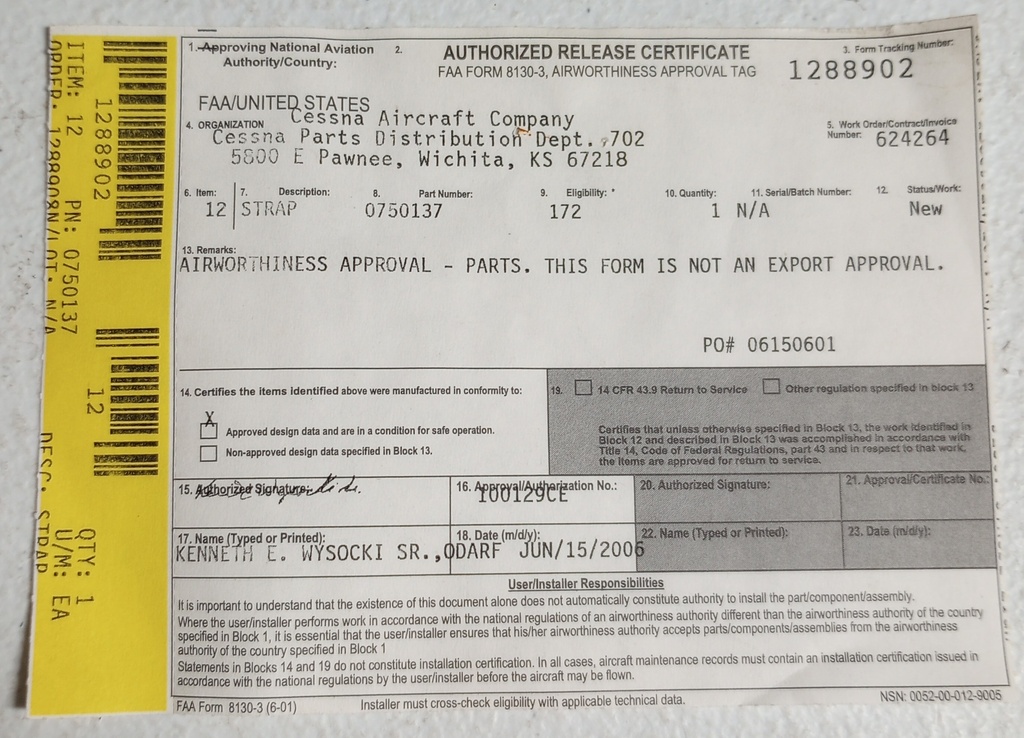 1. Approving National Aviation
Authority/Country:
2.
AUTHORIZED RELEASE CERTIFICATE
FAA FORM 8130-3, AIRWORTHINESS APPROVAL TAG
3. Form Tracking Number:
1288902
FAA/UNITED STATES
4. ORGANIZATION
Cessna Aircraft Company
Cessna Parts Distribution Dept. 702
5800 E Pawnee, Wichita, KS 67218
5. Work Order/Contract/Invoice
Number: 624264
6. Item: 7. Description: 8. Part Number: 9. Eligibility: * 10. Quantity: 11. Serial/Batch Number: 12. Status/Work:
12 STRAP 0750137 172 1 N/A New
13. Remarks:
AIRWORTHINESS APPROVAL - PARTS. THIS FORM IS NOT AN EXPORT APPROVAL.
PO# 06150601
14. Certifies the items identified above were manufactured in conformity to:
X
Approved design data and are in a condition for safe operation.
Non-approved design data specified in Block 13.
19. 14 CFR 43.9 Return to Service Other regulation specified in block 13
Certifies that unless otherwise specified in Block 13, the work identified in
Block 12 and described in Block 13 was accomplished in accordance with
Title 14, Code of Federal Regulations, part 43 and in respect to that work,
the items are approved for return to service.
15. Authorized Signature:
16. Approval/Authorization No.:
100129CE
20. Authorized Signature:
21. Approval/Certificate No.:
17. Name (Typed or Printed):
KENNETH E. WYSOCKI SR.,ODARF
18. Date (m/d/y):
JUN/15/2006
22. Name (Typed or Printed):
23. Date (m/d/y):
User/Installer Responsibilities
It is important to understand that the existence of this document alone does not automatically constitute authority to install the part/component/assembly.
Where the user/installer performs work in accordance with the national regulations of an airworthiness authority different than the airworthiness authority of the country
specified in Block 1, it is essential that the user/installer ensures that his/her airworthiness authority accepts parts/components/assemblies from the airworthiness
authority of the country specified in Block 1
Statements in Blocks 14 and 19 do not constitute installation certification. In all cases, aircraft maintenance records must contain an installation certification issued in
accordance with the national regulations by the user/installer before the aircraft may be flown.
FAA Form 8130-3 (6-01)
Installer must cross-check eligibility with applicable technical data.
NSN: 0052-00-012-9005
1288902
12
QTY: 1
U/M: EA
ITEM: 12 PN: 0750137
DESC: STRAP
ORDER: 1288902
N/LOT: N/A